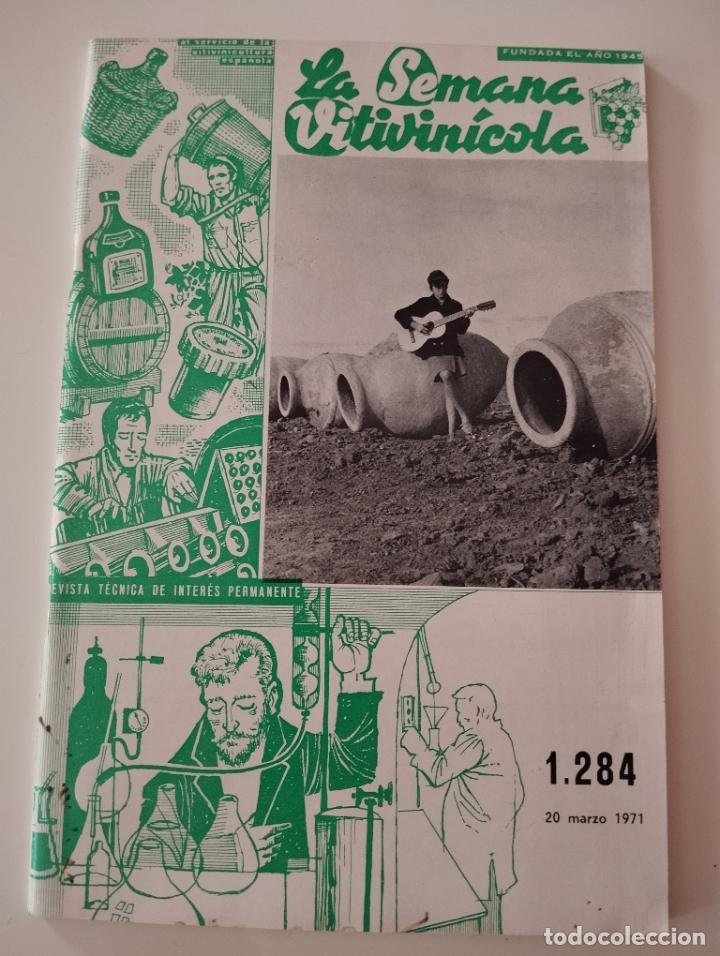 al servicio de la
vitivinicultura
española
FUNDADA EL AÑO 1945
La Semana
Vitivinícola
EVISTA TÉCNICA DE INTERÉS PERMANENTE
1.284
20 marzo 1971
todocoleccion